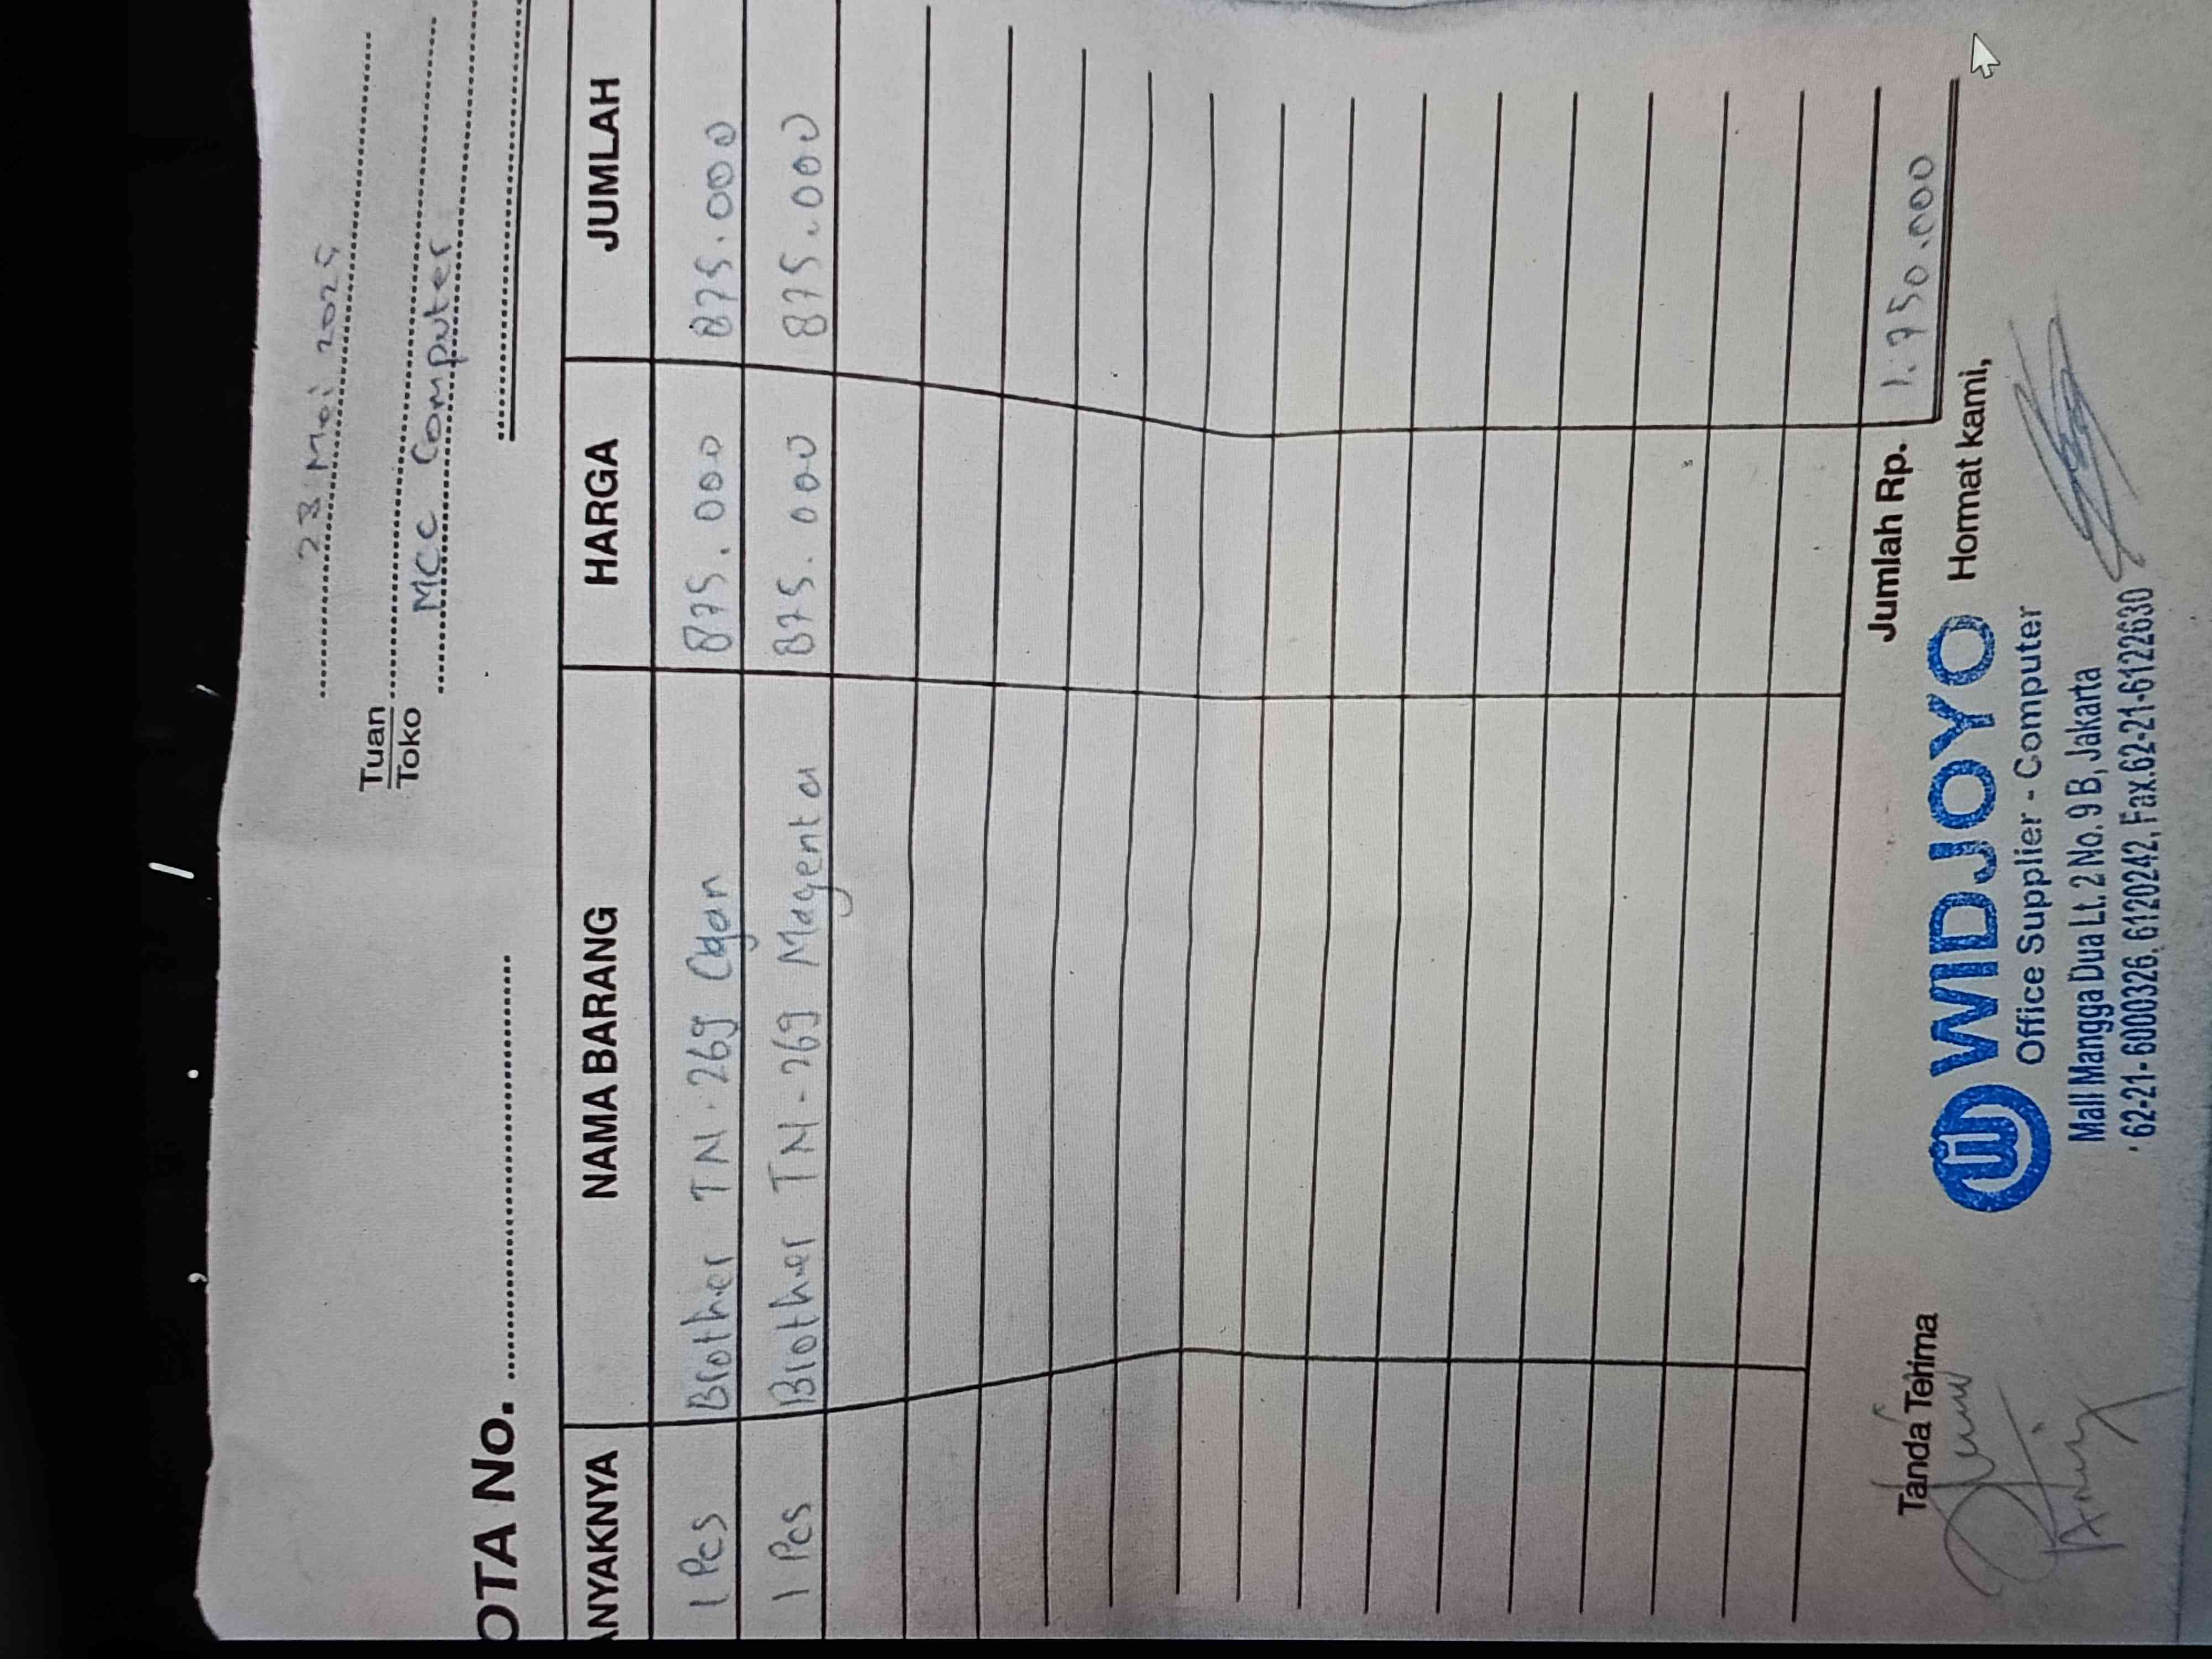 23 Mei 2025
Tuan
Toko
MCC Computer
OTA No.
ANYAKNYA NAMA BARANG HARGA JUMLAH
1 Pcs Brother TN-269 Cyan 875.000 875.000
1 Pcs Brother TN-269 Magenta 875.000 875.000
Jumlah Rp. 1.750.000
Tanda Terima Hormat kami,
WIDJOYO
Office Supplier - Computer
Mall Mangga Dua Lt. 2 No. 9 B, Jakarta
62-21-6000326, 6120242, Fax.62-21-6122630